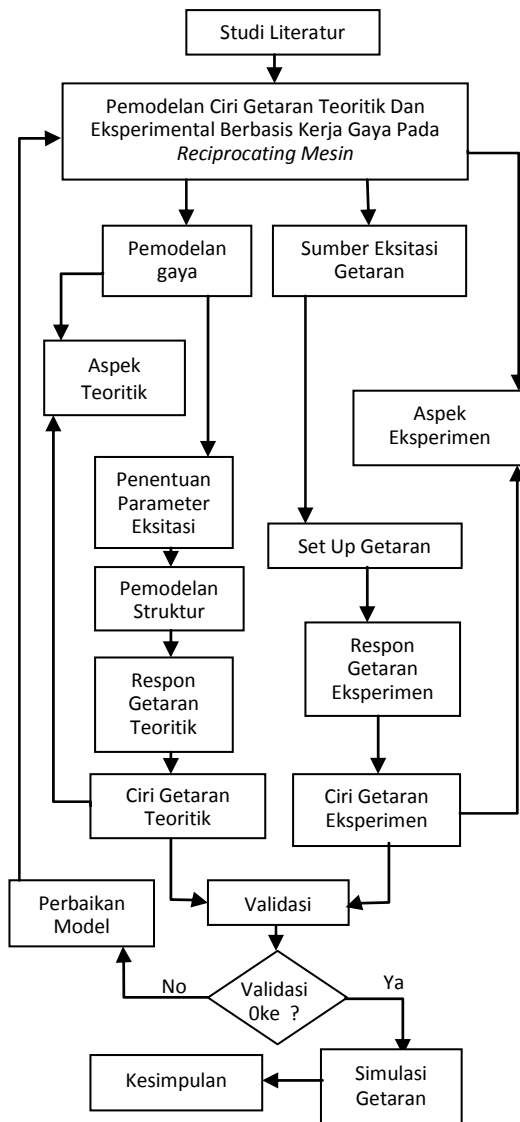 Studi Literatur
Pemodelan Ciri Getaran Teoritik Dan
Eksperimental Berbasis Kerja Gaya Pada
Reciprocating Mesin
Pemodelan
gaya
Sumber Eksitasi
Getaran
Aspek
Teoritik
Aspek
Eksperimen
Penentuan
Parameter
Eksitasi
Set Up Getaran
Pemodelan
Struktur
Respon
Getaran
Eksperimen
Respon
Getaran
Teoritik
Ciri Getaran
Teoritik
Ciri Getaran
Eksperimen
Perbaikan
Model
Validasi
No
Validasi
0ke ?
Ya
Kesimpulan
Simulasi
Getaran